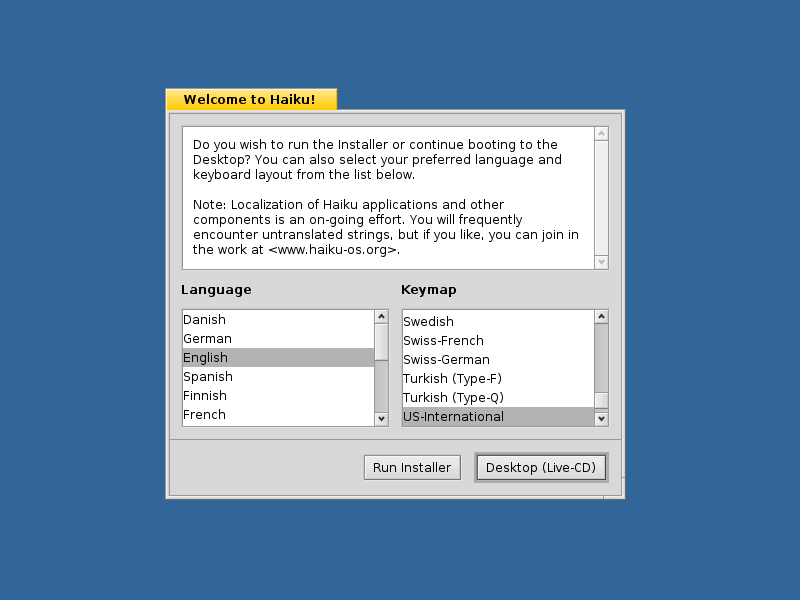 Welcome to Haiku!
Do you wish to run the Installer or continue booting to the
Desktop? You can also select your preferred language and
keyboard layout from the list below.
Note: Localization of Haiku applications and other
components is an on-going effort. You will frequently
encounter untranslated strings, but if you like, you can join in
the work at <www.haiku-os.org>.
Language
Danish
German
English
Spanish
Finnish
French
Keymap
Swedish
Swiss-French
Swiss-German
Turkish (Type-F)
Turkish (Type-Q)
US-International
Run Installer
Desktop (Live-CD)